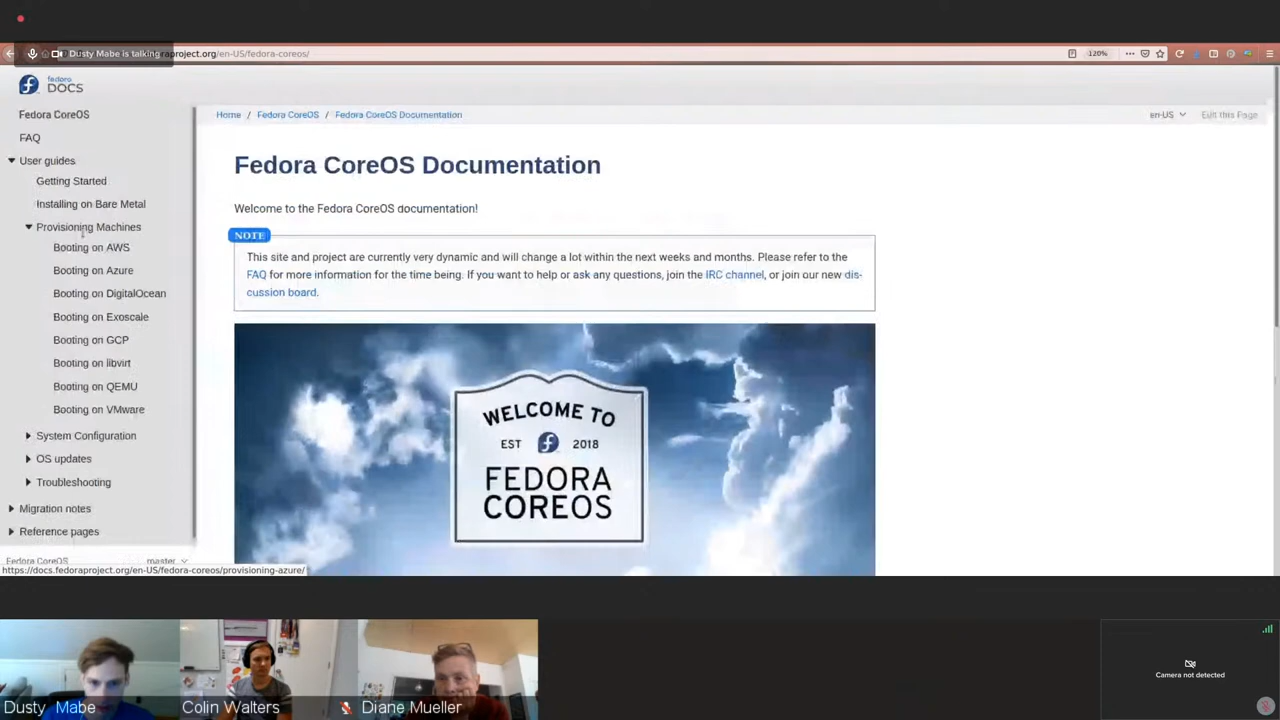 Dusty Mabe is talking
raproject.org/en-US/fedora-coreos/
120%
fedora
DOCS
Fedora CoreOS
FAQ
User guides
Getting Started
Installing on Bare Metal
Provisioning Machines
Booting on AWS
Booting on Azure
Booting on DigitalOcean
Booting on Exoscale
Booting on GCP
Booting on libvirt
Booting on QEMU
Booting on VMware
System Configuration
OS updates
Troubleshooting
Migration notes
Reference pages
Fedora CoreOS master
https://docs.fedoraproject.org/en-US/fedora-coreos/provisioning-azure/
Home / Fedora CoreOS / Fedora CoreOS Documentation
en-US Edit this Page
Fedora CoreOS Documentation
Welcome to the Fedora CoreOS documentation!
NOTE
This site and project are currently very dynamic and will change a lot within the next weeks and months. Please refer to the
FAQ for more information for the time being. If you want to help or ask any questions, join the IRC channel, or join our new dis-
cussion board.
WELCOME TO
EST 2018
FEDORA
COREOS
Dusty Mabe
Colin Walters
Diane Mueller
Camera not detected